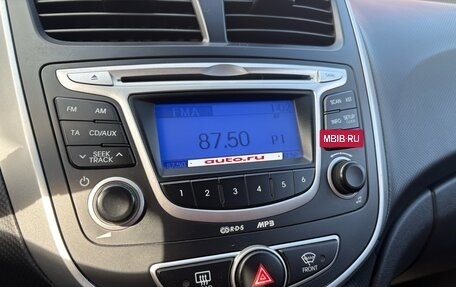 FM
AM
TA
CD/AUX
SEEK
TRACK
FMA
87.50 P1
auto.ru
SCAN
INFO
SETUP
MBIB.RU
1 2 3 4 5 6
R·D·S
MP3
FRONT